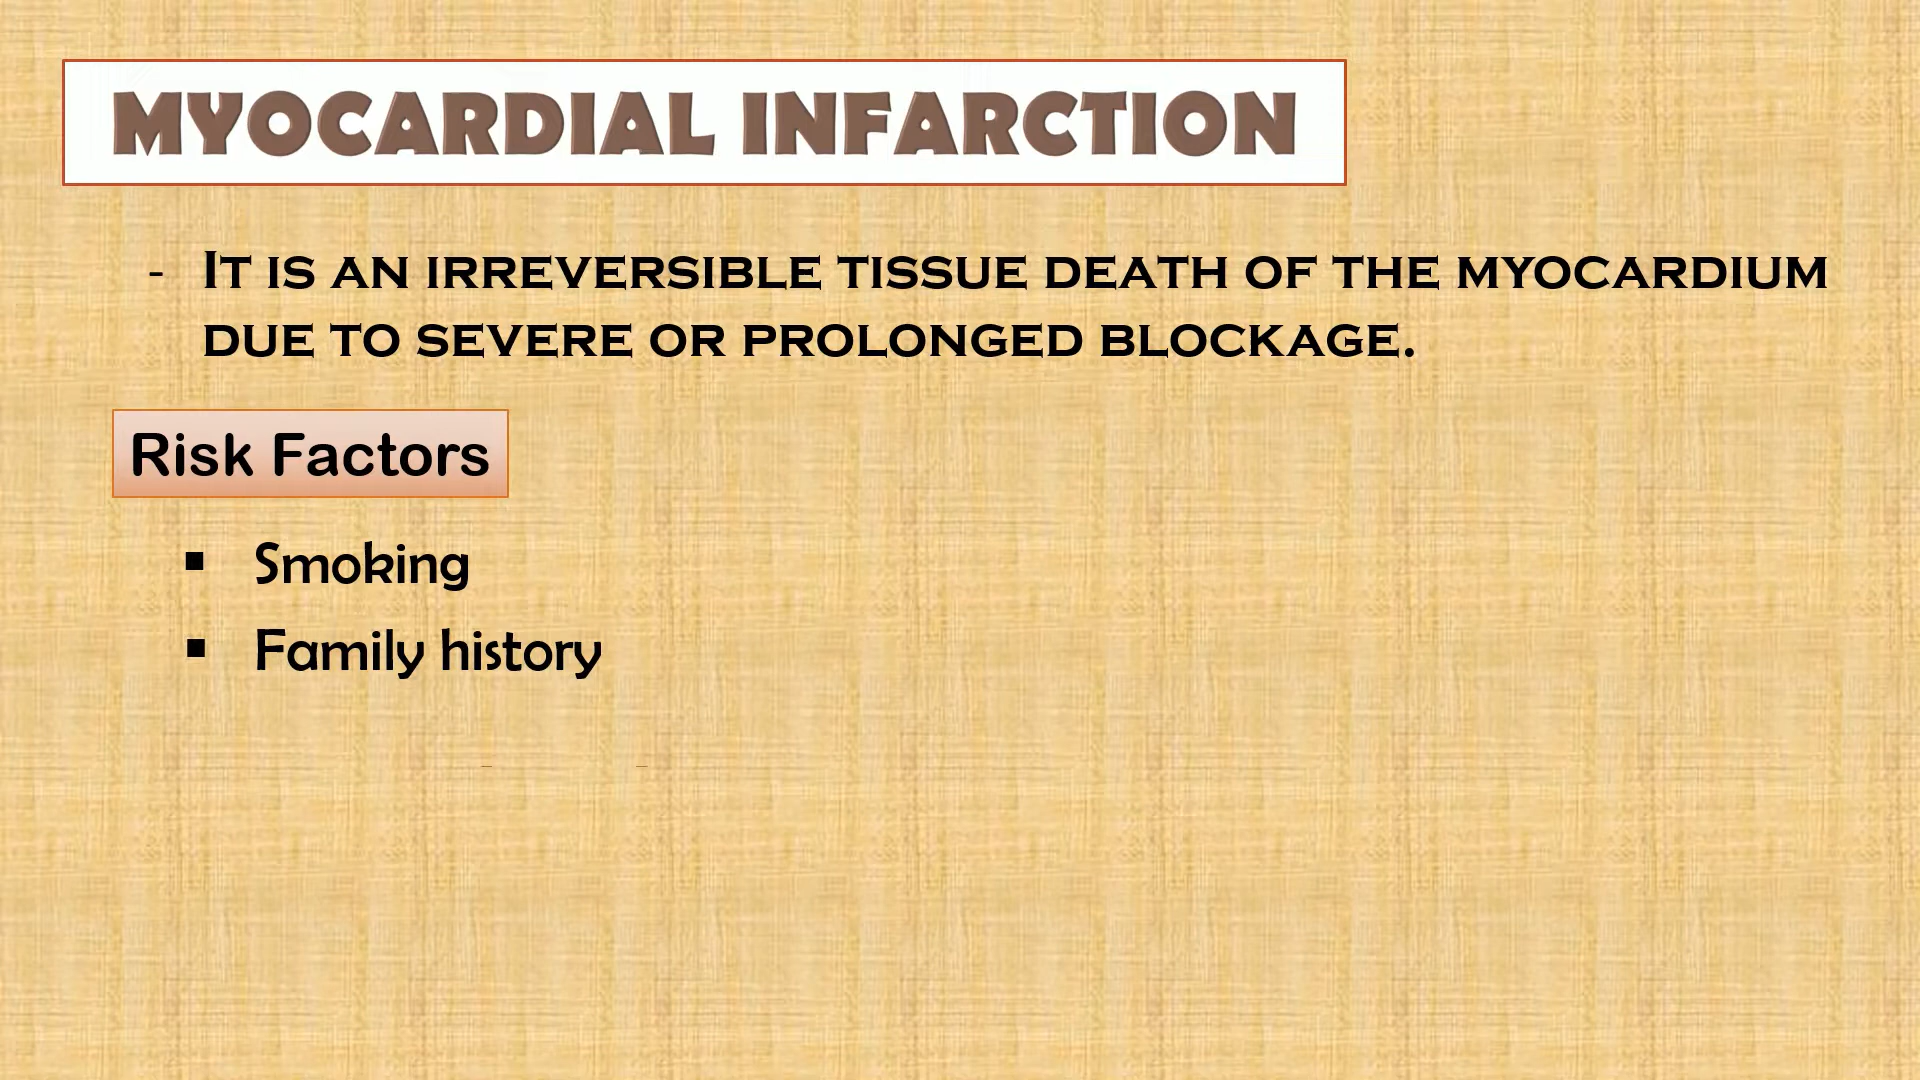 MYOCARDIAL INFARCTION
- It is an irreversible tissue death of the myocardium
due to severe or prolonged blockage.
Risk Factors
▪ Smoking
▪ Family history